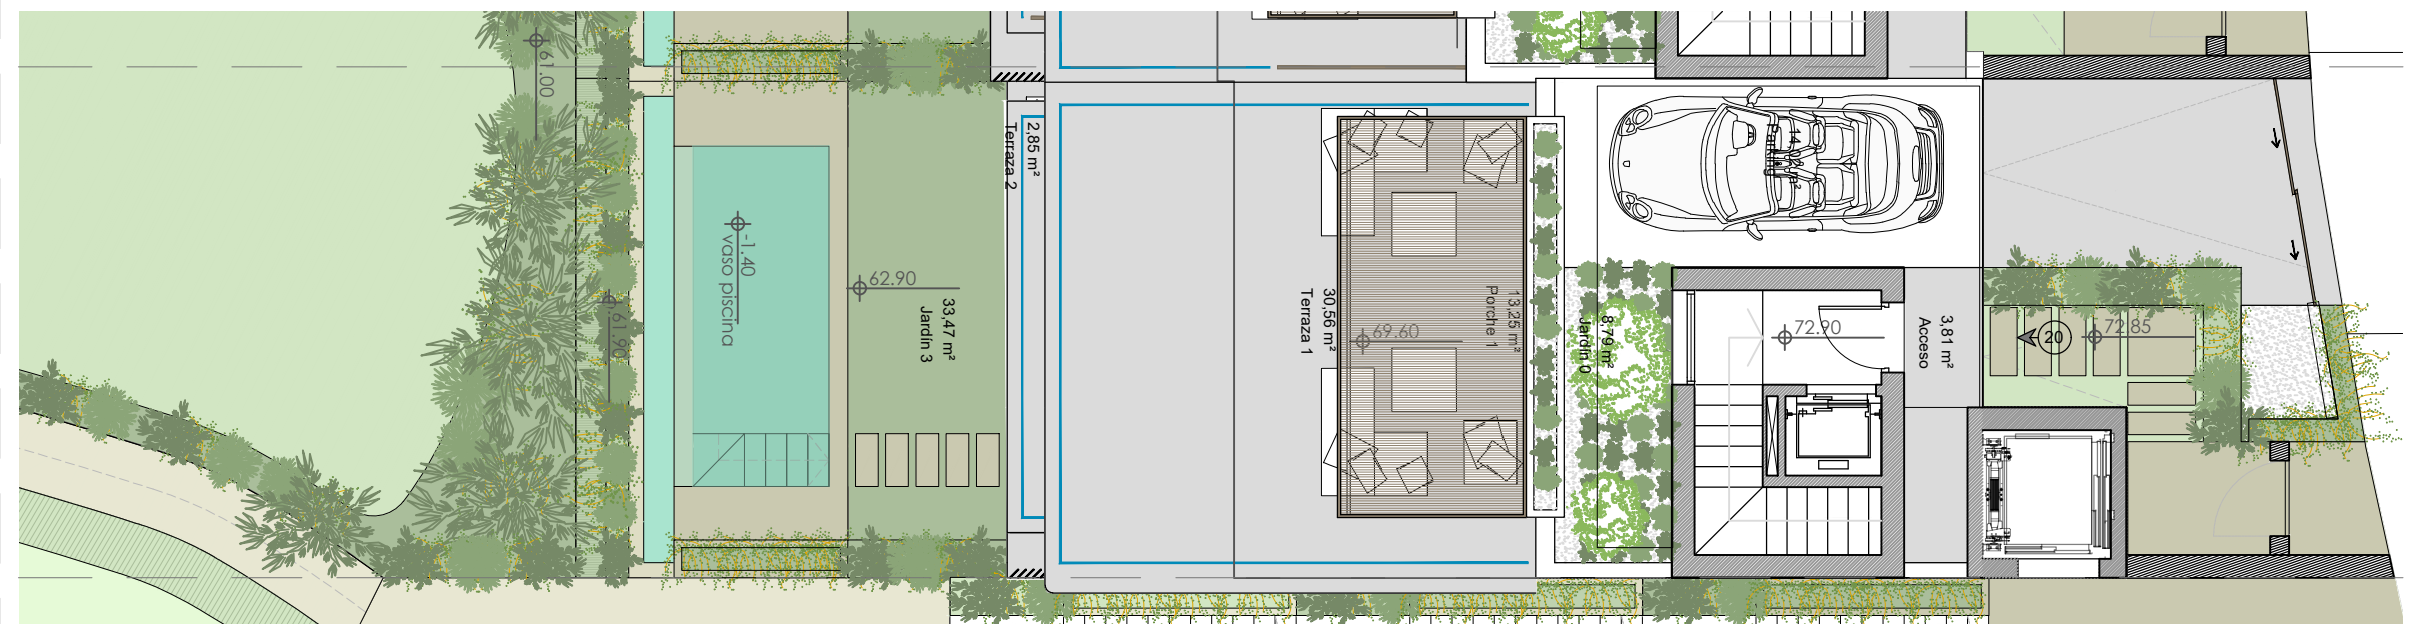 61.00
61.90
-1.40
vaso piscina
62.90
33,47 m²
Jardín 3
2,85 m²
Terraza 2
30,56 m²
Terraza 1
69.60
13,25 m²
Porche 1
8,79 m²
Jardín 0
72.90
3,81 m²
Acceso
20
72.85